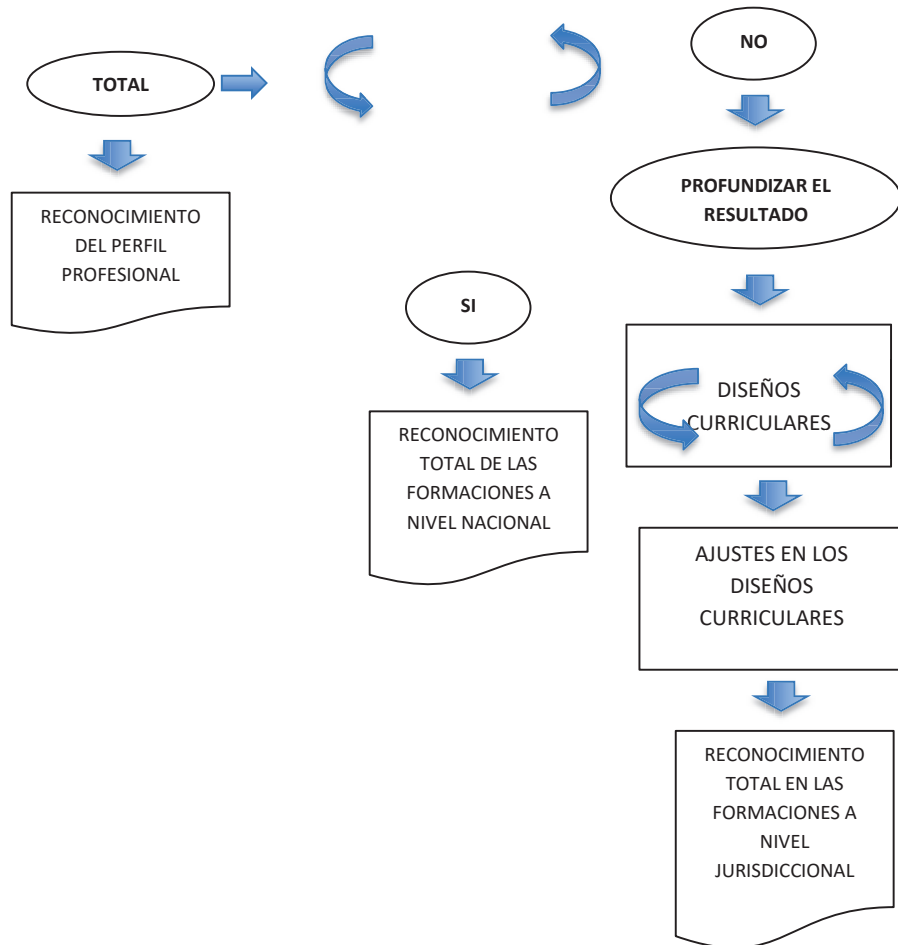 TOTAL
RECONOCIMIENTO
DEL PERFIL
PROFESIONAL
SI
RECONOCIMIENTO
TOTAL DE LAS
FORMACIONES A
NIVEL NACIONAL
NO
PROFUNDIZAR EL
RESULTADO
DISEÑOS
CURRICULARES
AJUSTES EN LOS
DISEÑOS
CURRICULARES
RECONOCIMIENTO
TOTAL EN LAS
FORMACIONES A
NIVEL
JURISDICCIONAL